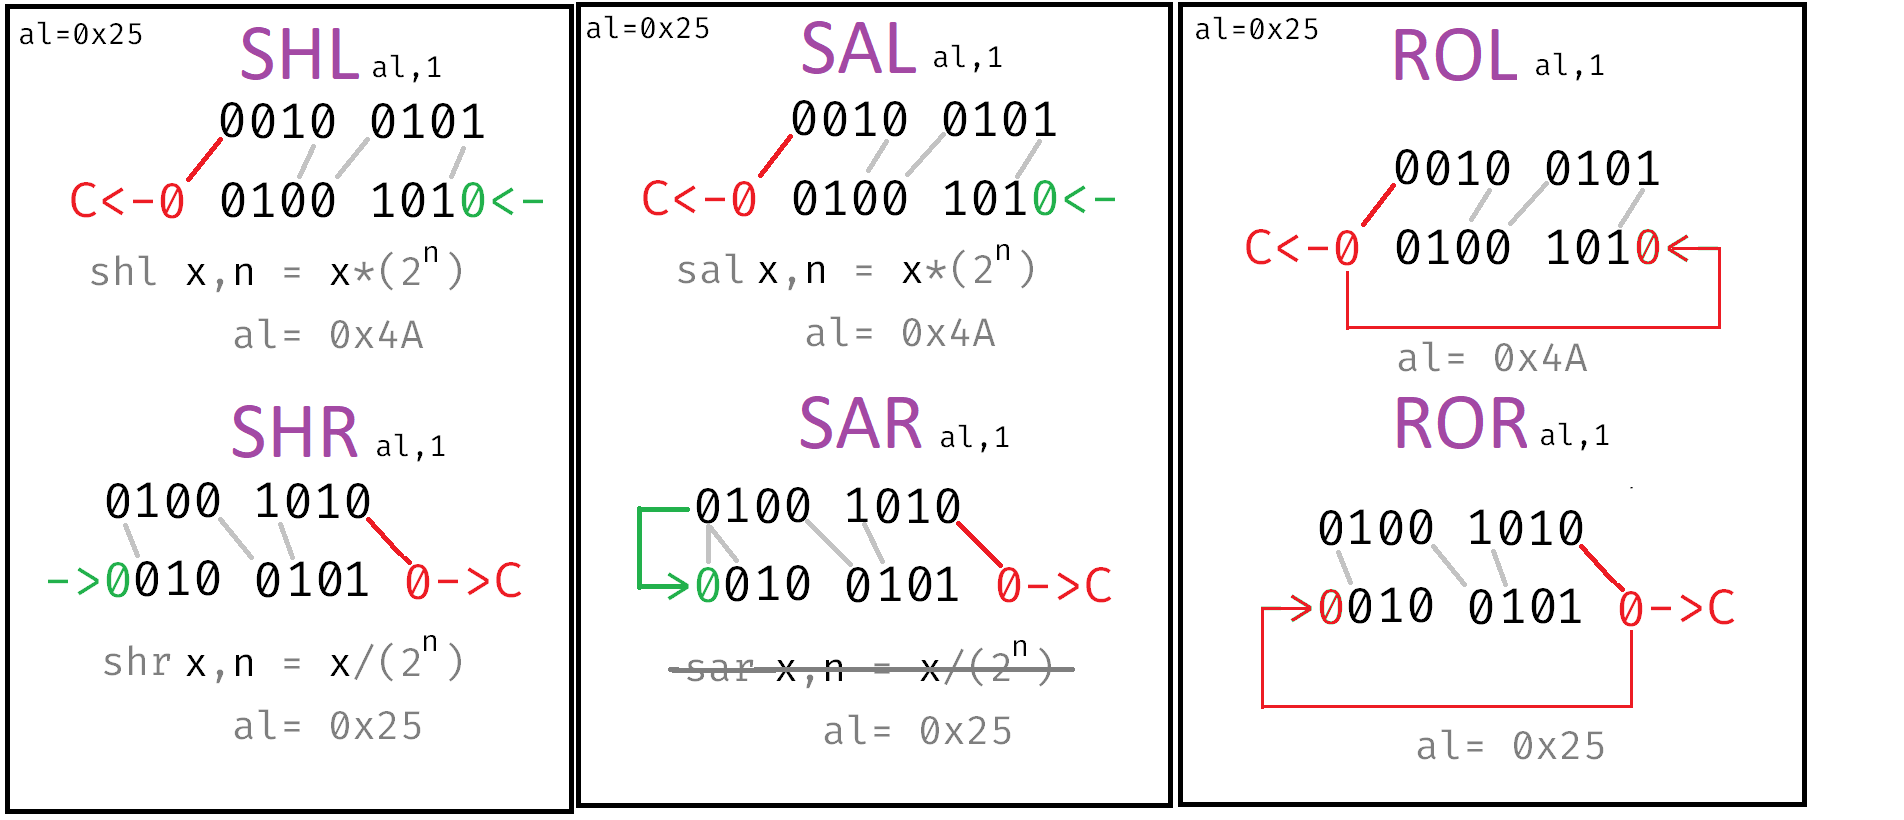 al=0x25
SHL al,1
0010 0101
C<-0 0100 1010<-
shl x,n = x*(2^n)
al= 0x4A
SHR al,1
0100 1010
->0010 0101 0->C
shr x,n = x/(2^n)
al= 0x25
al=0x25
SAL al,1
0010 0101
C<-0 0100 1010<-
sal x,n = x*(2^n)
al= 0x4A
SAR al,1
0100 1010
>0010 0101 0->C
sar x,n = x/(2^n)
al= 0x25
al=0x25
ROL al,1
0010 0101
C<-0 0100 1010<
al= 0x4A
ROR al,1
0100 1010
>0010 0101 0->C
al= 0x25